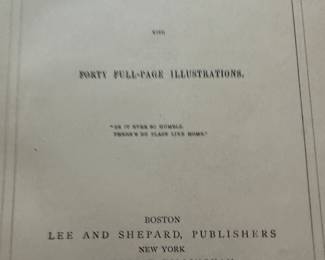 WITH
FORTY FULL-PAGE ILLUSTRATIONS.
"BE IT EVER SO HUMBLE
THERE'S NO PLACE LIKE HOME."
BOSTON
LEE AND SHEPARD, PUBLISHERS
NEW YORK